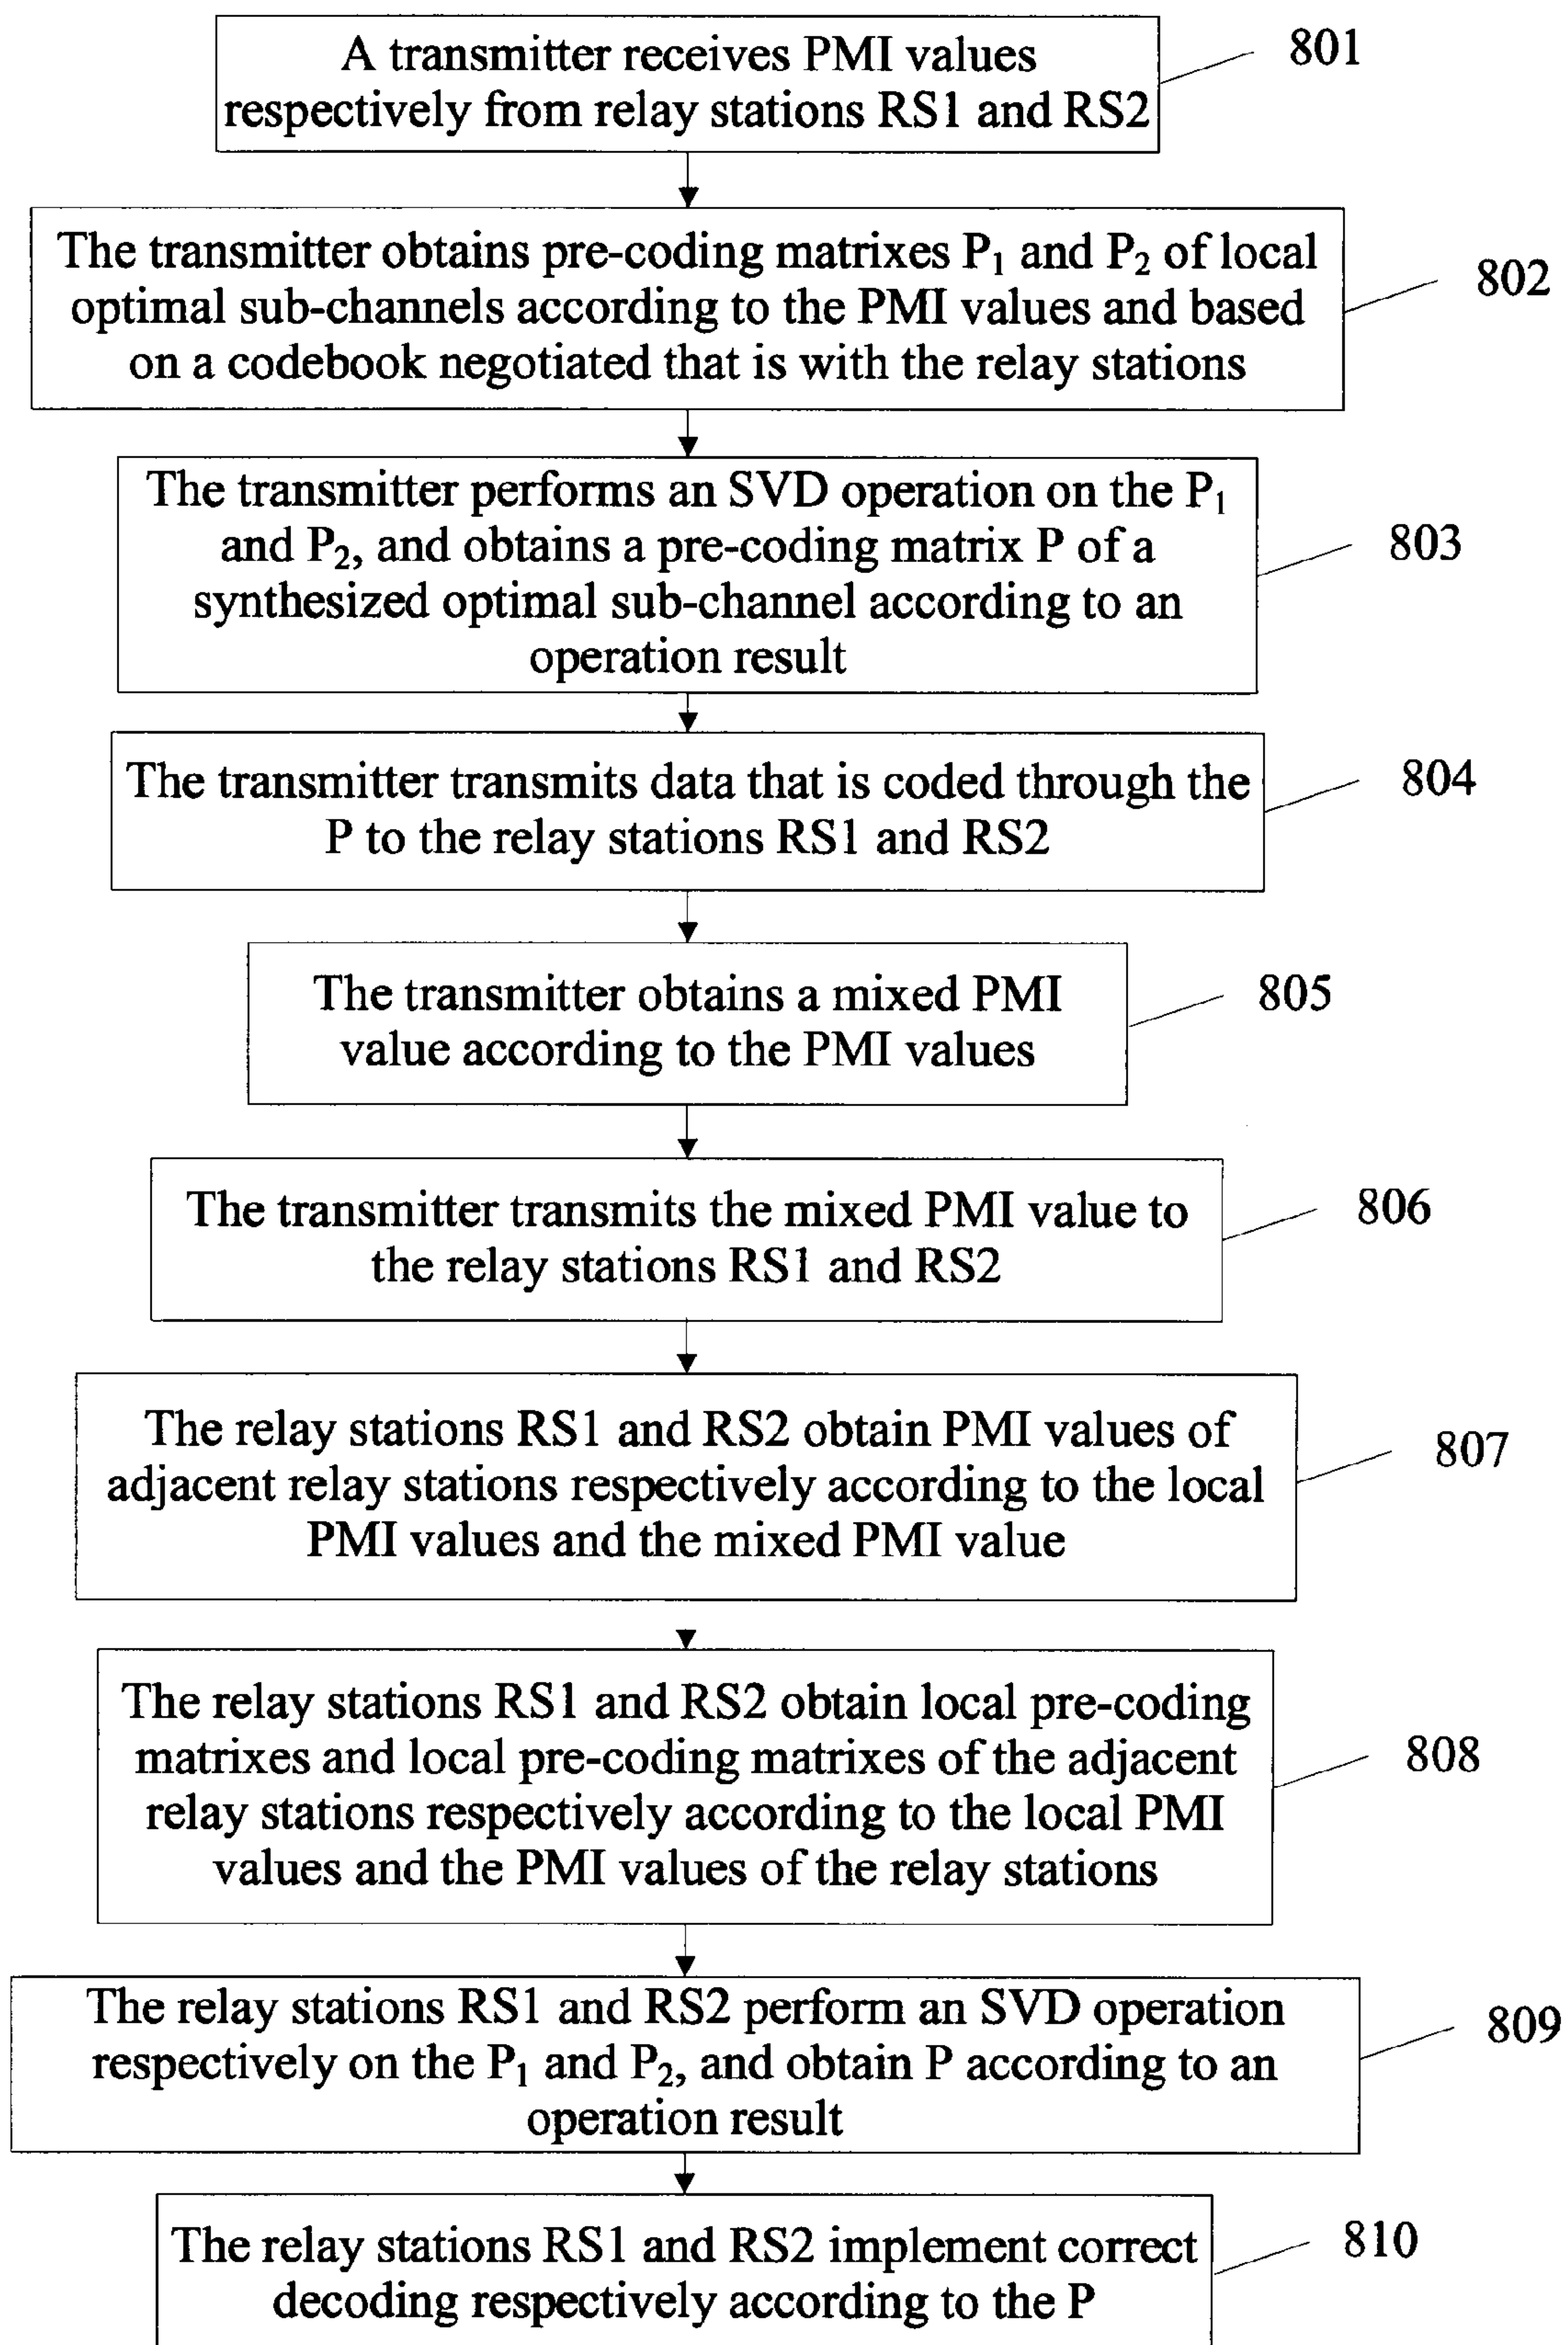 A transmitter receives PMI values
respectively from relay stations RS1 and RS2
801
The transmitter obtains pre-coding matrixes P₁ and P₂ of local
optimal sub-channels according to the PMI values and based
on a codebook negotiated that is with the relay stations
802
The transmitter performs an SVD operation on the P₁
and P₂, and obtains a pre-coding matrix P of a
synthesized optimal sub-channel according to an
operation result
803
The transmitter transmits data that is coded through the
P to the relay stations RS1 and RS2
804
The transmitter obtains a mixed PMI
value according to the PMI values
805
The transmitter transmits the mixed PMI value to
the relay stations RS1 and RS2
806
The relay stations RS1 and RS2 obtain PMI values of
adjacent relay stations respectively according to the local
PMI values and the mixed PMI value
807
The relay stations RS1 and RS2 obtain local pre-coding
matrixes and local pre-coding matrixes of the adjacent
relay stations respectively according to the local PMI
values and the PMI values of the relay stations
808
The relay stations RS1 and RS2 perform an SVD operation
respectively on the P₁ and P₂, and obtain P according to an
operation result
809
The relay stations RS1 and RS2 implement correct
decoding respectively according to the P
810